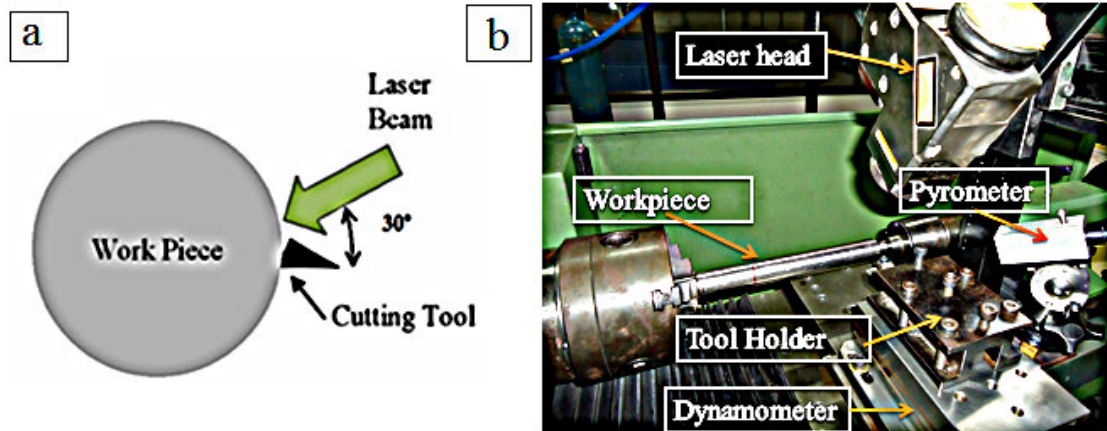 a
Laser
Beam
30°
Work Piece
Cutting Tool
b
Laser head
Workpiece
Pyrometer
Tool Holder
Dynamometer